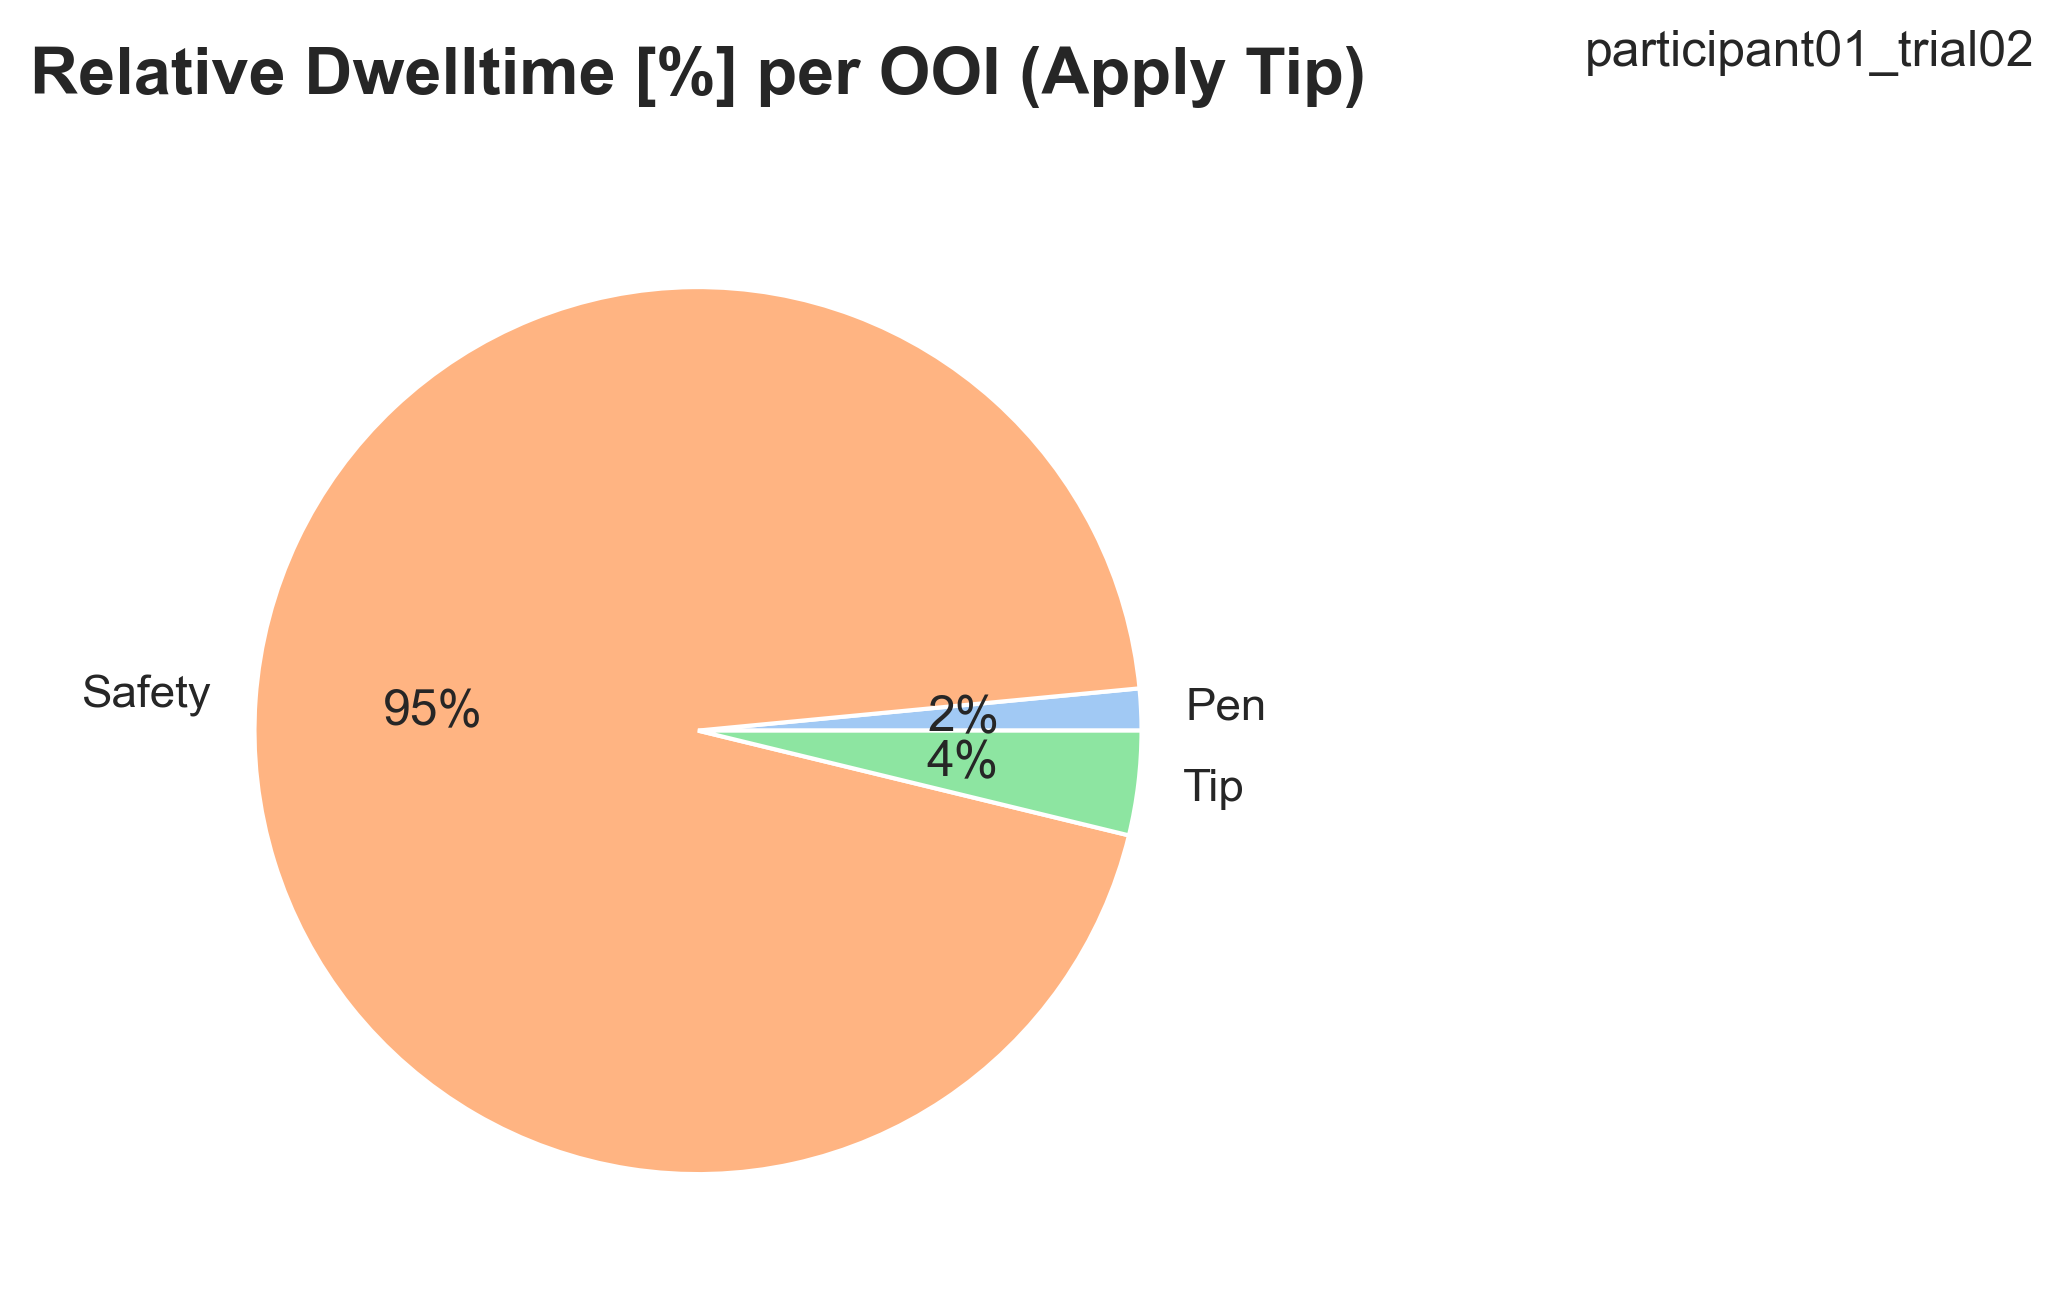 Relative Dwelltime [%] per OOI (Apply Tip)
participant01_trial02
Safety
95%
2%
Pen
4%
Tip